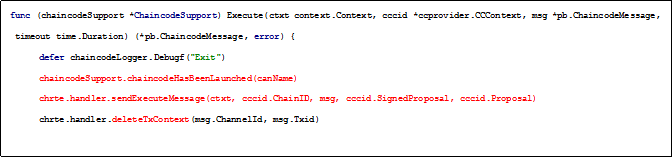 func (chaincodeSupport *ChaincodeSupport) Execute(ctxt context.Context, cccid *ccprovider.CCContext, msg *pb.ChaincodeMessage,
timeout time.Duration) (*pb.ChaincodeMessage, error) {
defer chaincodeLogger.Debugf("Exit")
chaincodeSupport.chaincodeHasBeenLaunched(canName)
chrte.handler.sendExecuteMessage(ctxt, cccid.ChainID, msg, cccid.SignedProposal, cccid.Proposal)
chrte.handler.deleteTxContext(msg.ChannelId, msg.Txid)